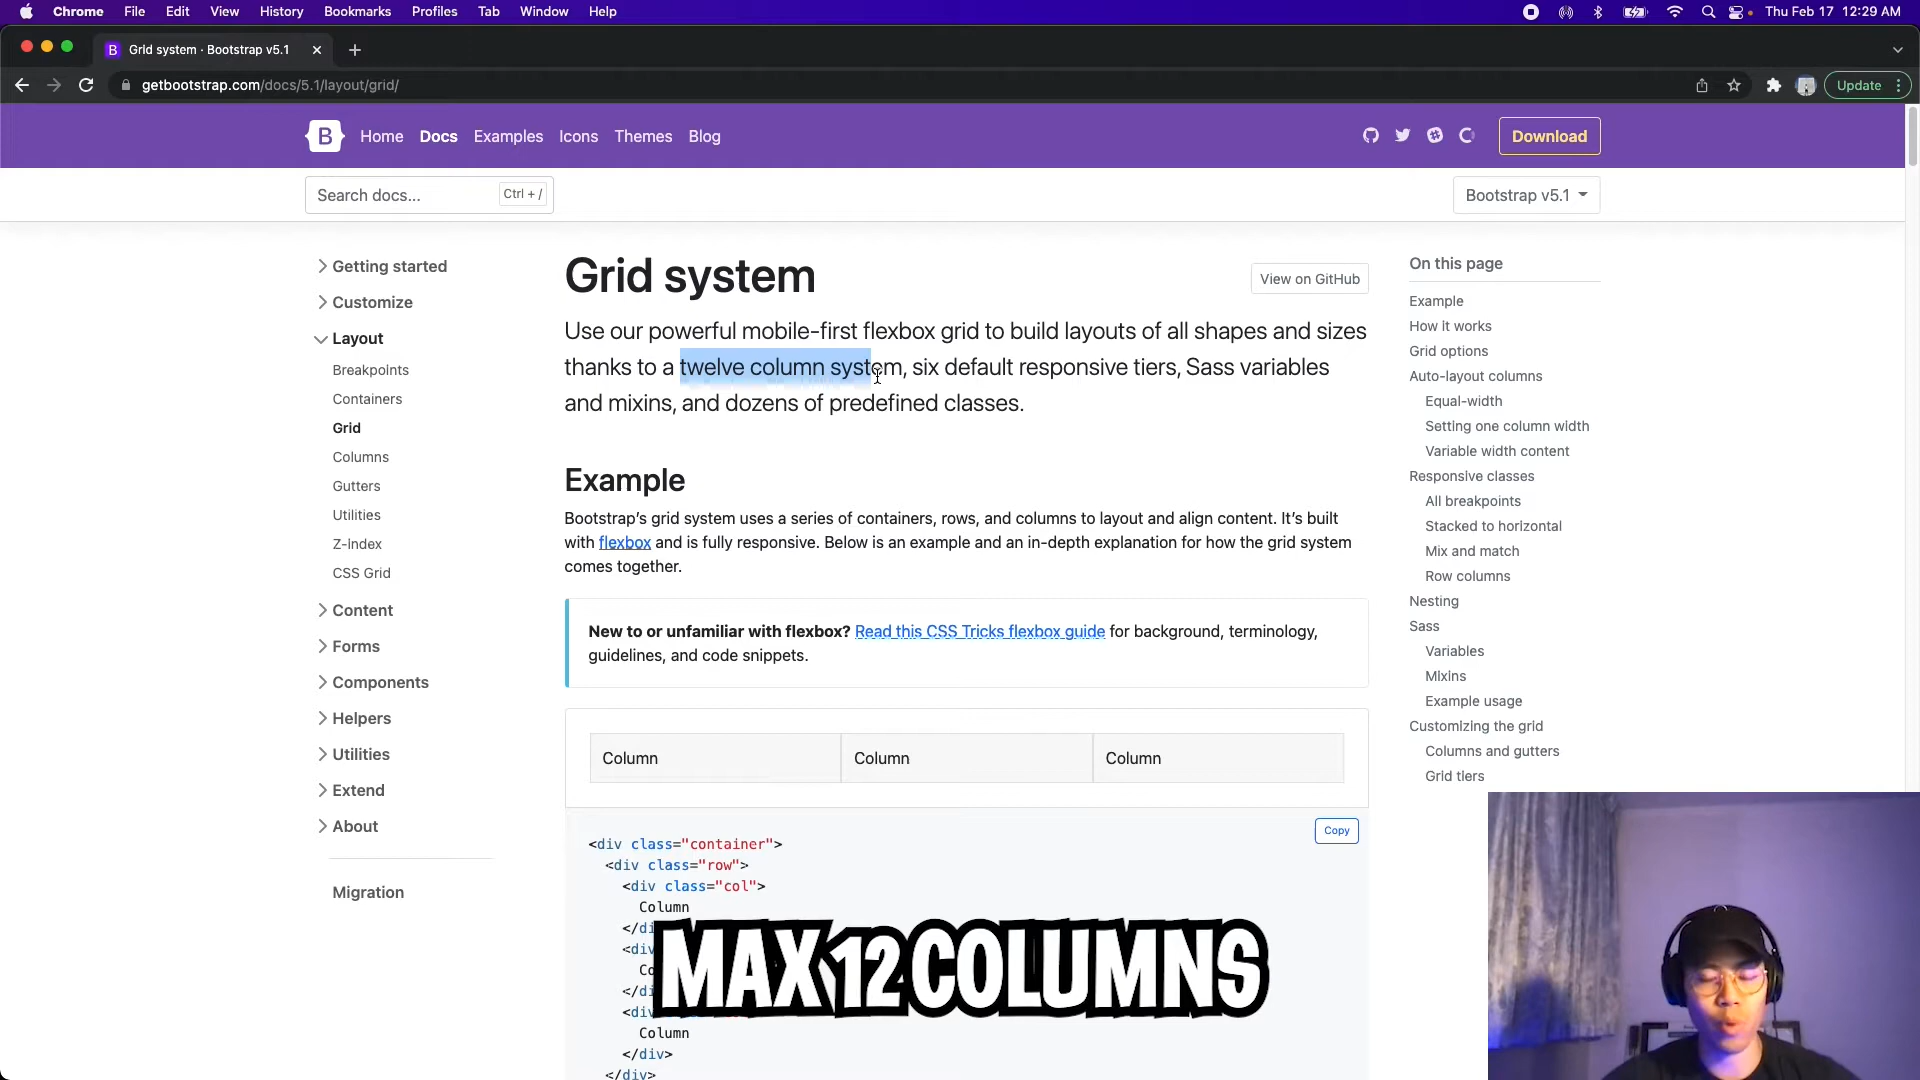 Chrome File Edit View History Bookmarks Profiles Tab Window Help
Thu Feb 17 12:29 AM
B Grid system · Bootstrap v5.1
getbootstrap.com/docs/5.1/layout/grid/
Update
B Home Docs Examples Icons Themes Blog
Download
Search docs...
Ctrl + /
Bootstrap v5.1
Getting started
Customize
Layout
Breakpoints
Containers
Grid
Columns
Gutters
Utilities
Z-index
CSS Grid
Content
Forms
Components
Helpers
Utilities
Extend
About
Migration
Grid system
View on GitHub
Use our powerful mobile-first flexbox grid to build layouts of all shapes and sizes
thanks to a twelve column system, six default responsive tiers, Sass variables
and mixins, and dozens of predefined classes.
Example
Bootstrap’s grid system uses a series of containers, rows, and columns to layout and align content. It’s built
with flexbox and is fully responsive. Below is an example and an in-depth explanation for how the grid system
comes together.
New to or unfamiliar with flexbox? Read this CSS Tricks flexbox guide for background, terminology,
guidelines, and code snippets.
Column Column Column
Copy
<div class="container">
<div class="row">
<div class="col">
Column
</di
<div
Co
</di
<div
Column
</div>
</div>
MAX 12 COLUMNS
On this page
Example
How it works
Grid options
Auto-layout columns
Equal-width
Setting one column width
Variable width content
Responsive classes
All breakpoints
Stacked to horizontal
Mix and match
Row columns
Nesting
Sass
Variables
Mixins
Example usage
Customizing the grid
Columns and gutters
Grid tiers